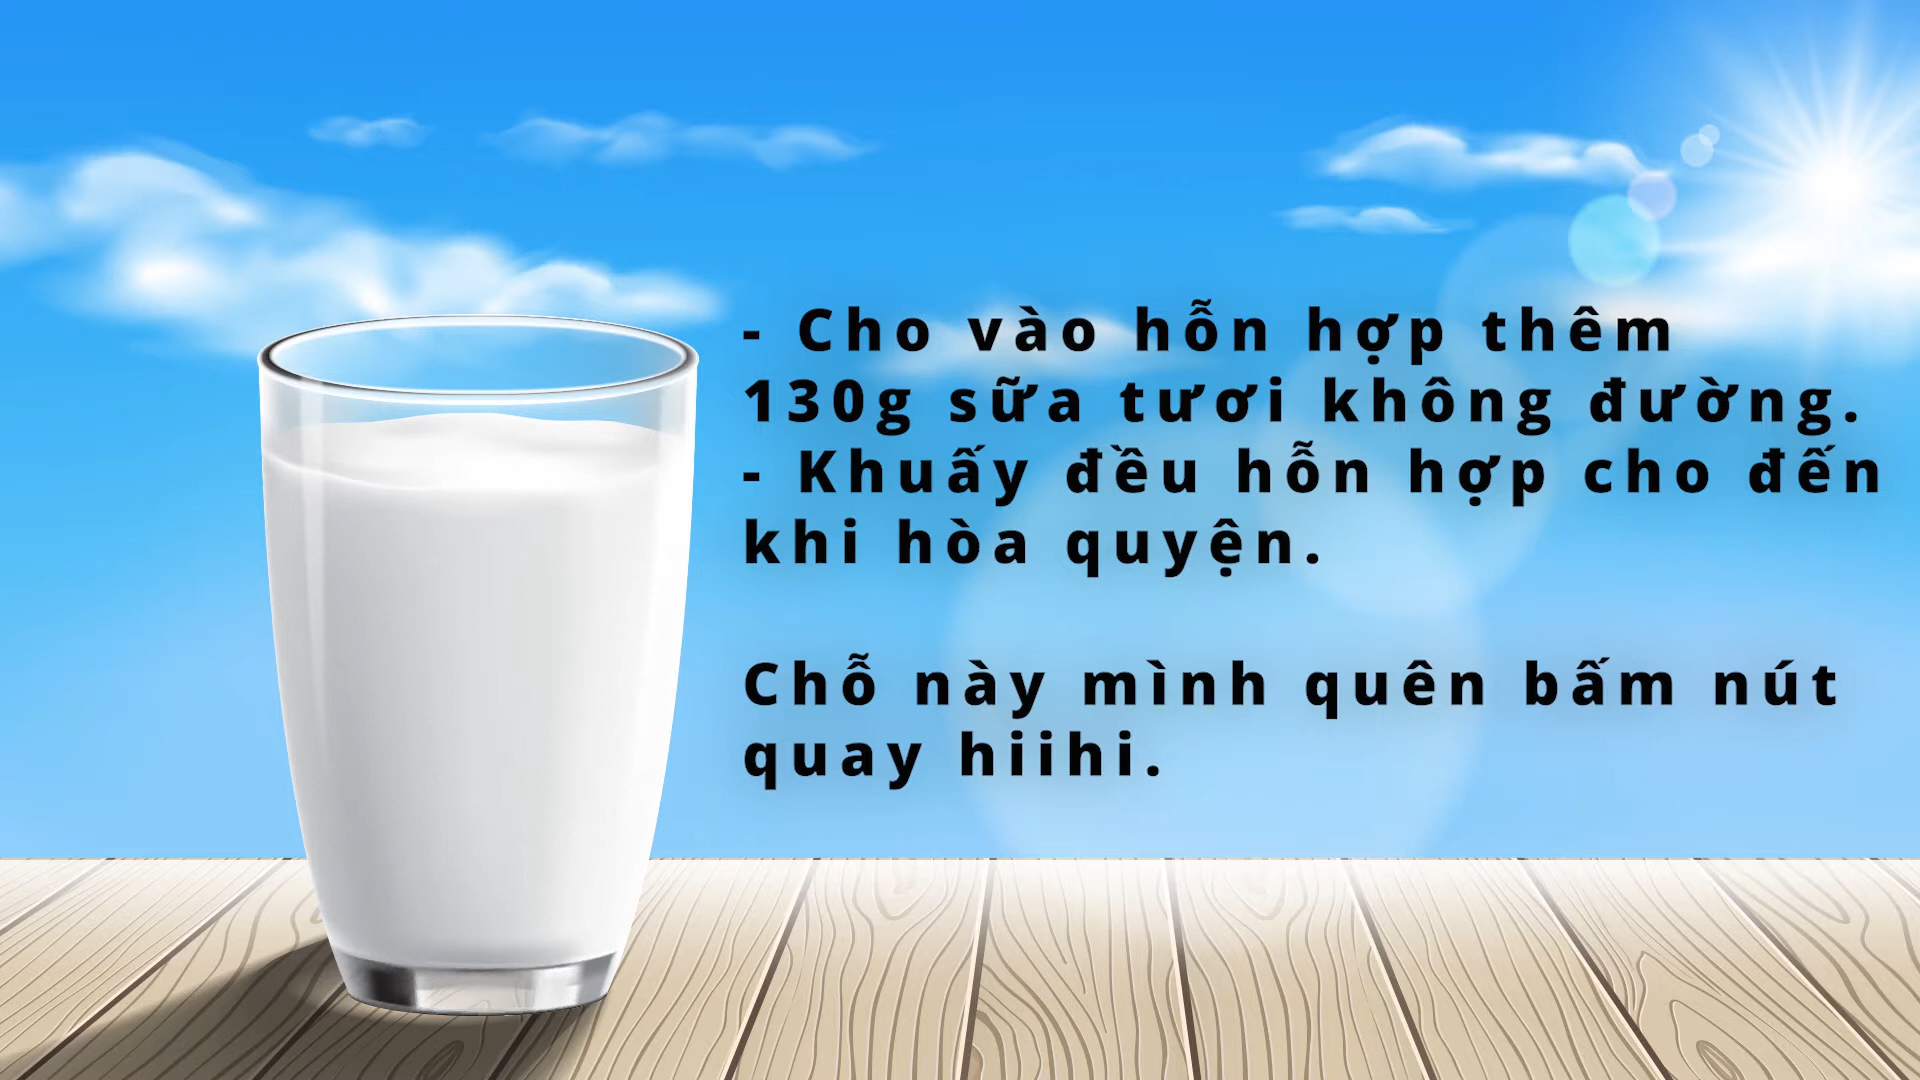 - Cho vào hỗn hợp thêm
130g sữa tươi không đường.
- Khuấy đều hỗn hợp cho đến
khi hòa quyện.
Chỗ này mình quên bấm nút
quay hiihi.